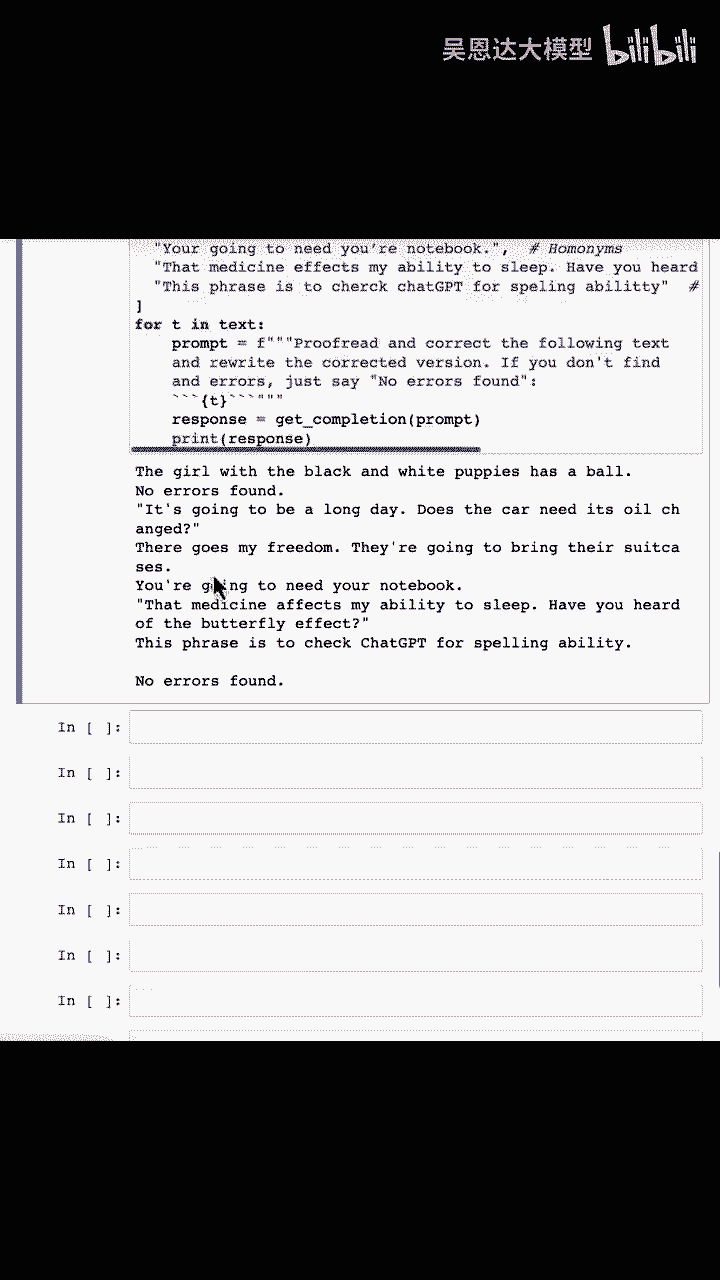 吴恩达大模型 bilibili
"Your going to need you're notebook.",  # Homonyms
"That medicine effects my ability to sleep. Have you heard
"This phrase is to cherck chatGPT for speling abilitty"  #
]
for t in text:
    prompt = f"""Proofread and correct the following text
    and rewrite the corrected version. If you don't find
    and errors, just say "No errors found":
    ```{t}```"""
    response = get_completion(prompt)
    print(response)
The girl with the black and white puppies has a ball.
No errors found.
"It's going to be a long day. Does the car need its oil ch
anged?"
There goes my freedom. They're going to bring their suitca
ses.
You're going to need your notebook.
"That medicine affects my ability to sleep. Have you heard
of the butterfly effect?"
This phrase is to check ChatGPT for spelling ability.
No errors found.
In [ ]:
In [ ]:
In [ ]:
In [ ]:
In [ ]:
In [ ]:
In [ ]: